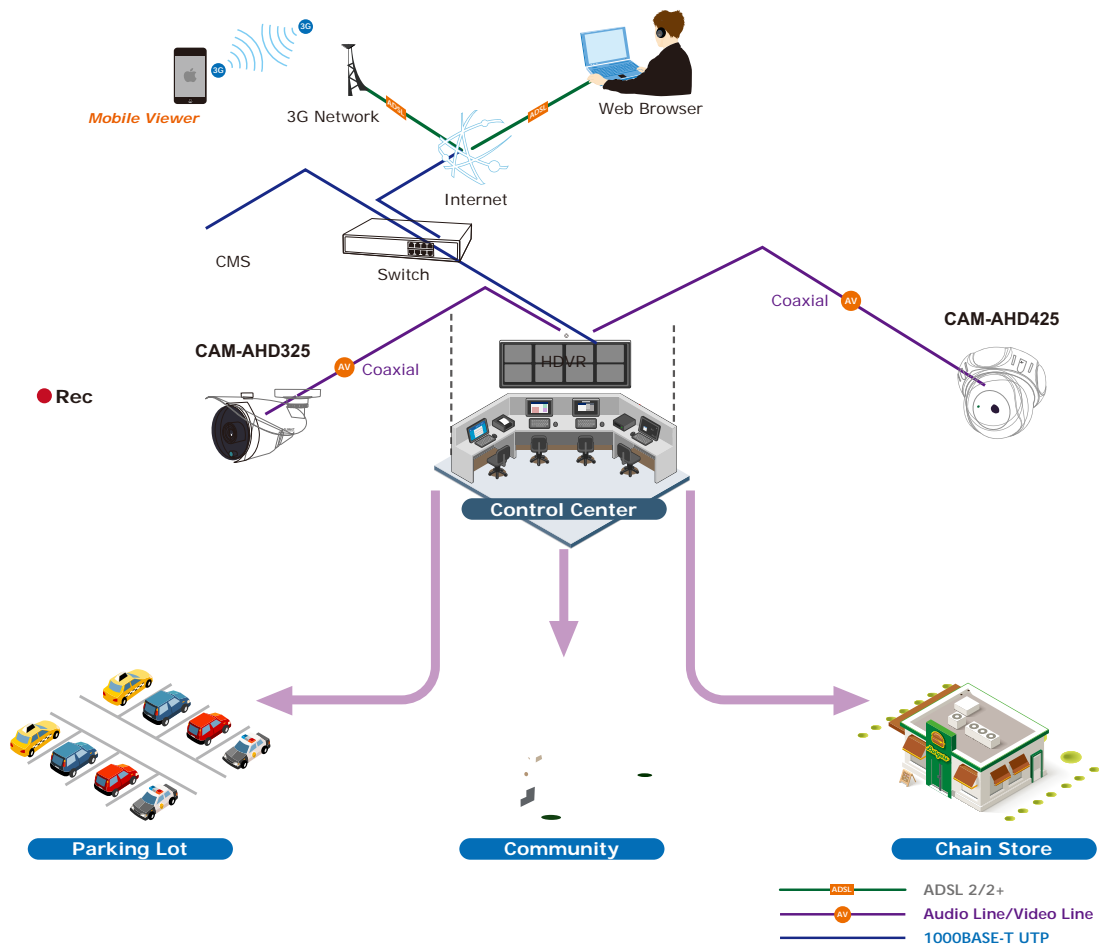 3G
3G
Mobile Viewer
3G Network
ADSL
ADSL
Web Browser
Internet
CMS
Switch
Coaxial
AV
CAM-AHD425
CAM-AHD325
AV
Coaxial
HDVR
Rec
Control Center
Burger
Parking Lot
Community
Chain Store
ADSL
ADSL 2/2+
AV
Audio Line/Video Line
1000BASE-T UTP